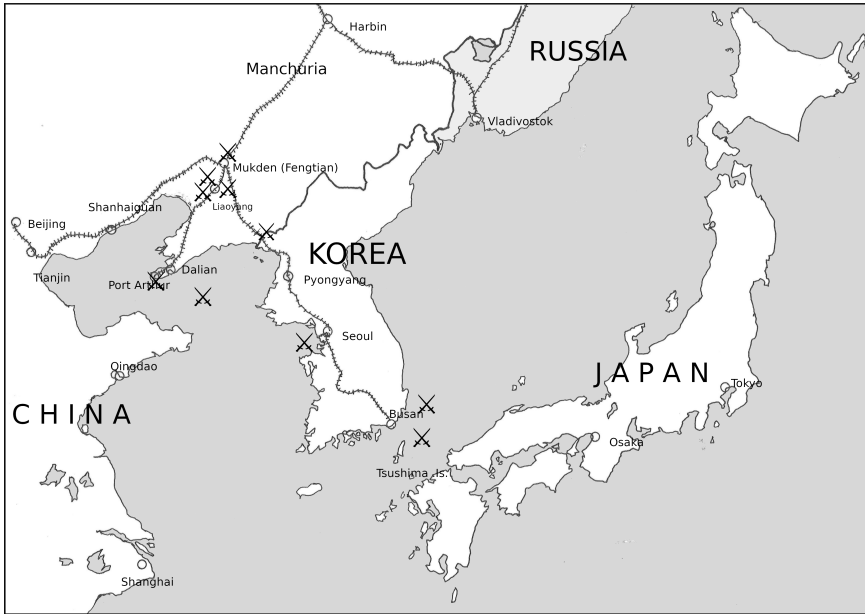 Harbin
RUSSIA
Manchuria
Vladivostok
Mukden (Fengtian)
Shanhaiguan
Liaoyang
Beijing
KOREA
Dalian
Tianjin
Port Arthur
Pyongyang
Seoul
Qingdao
JAPAN
Tokyo
CHINA
Busan
Osaka
Tsushima Is.
Shanghai